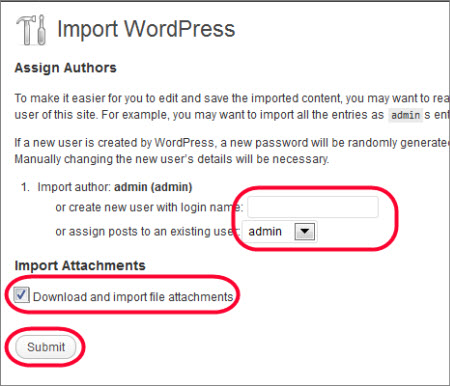 Import WordPress
Assign Authors
To make it easier for you to edit and save the imported content, you may want to
user of this site. For example, you may want to import all the entries as admin s
If a new user is created by WordPress, a new password will be randomly
Manually changing the new user's details will be necessary.
1. Import author: admin (admin)
or create new user with login name:
or assign posts to an existing user: admin
Import Attachments
Download and import file attachments
Submit